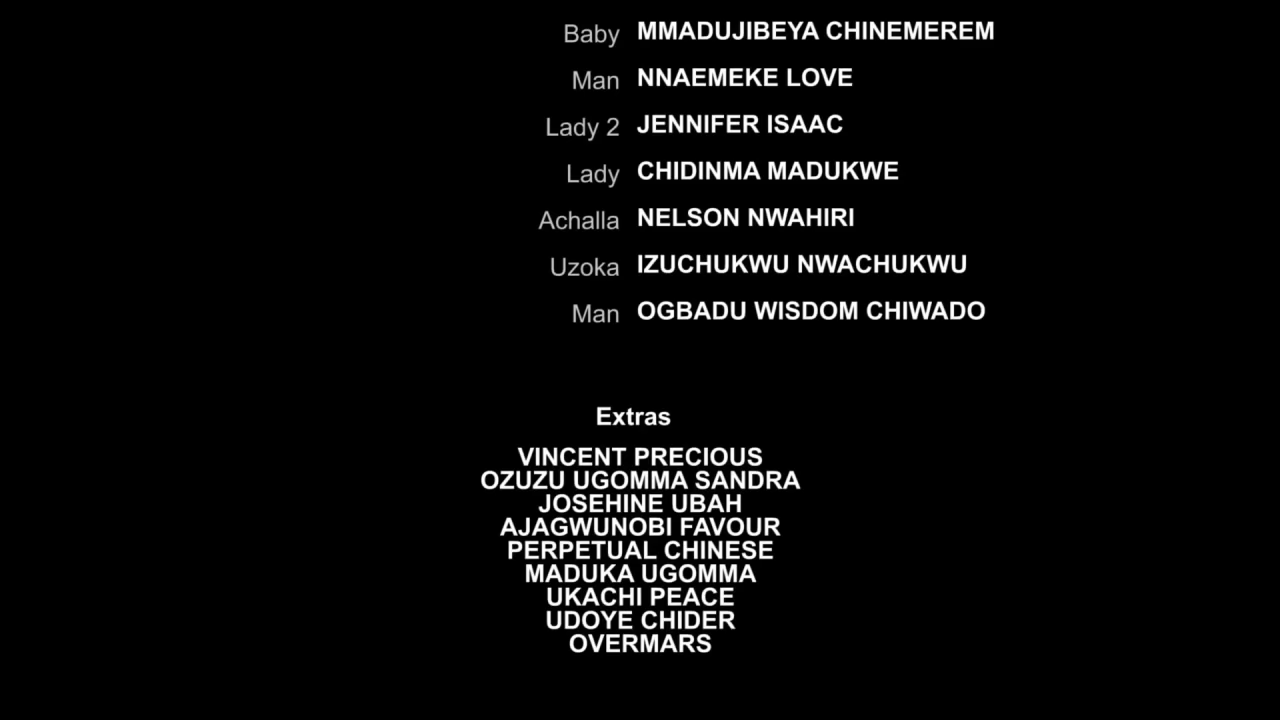 Baby MMADUJIBEYA CHINEMEREM
Man NNAEMEKE LOVE
Lady 2 JENNIFER ISAAC
Lady CHIDINMA MADUKWE
Achalla NELSON NWAHIRI
Uzoka IZUCHUKWU NWACHUKWU
Man OGBADU WISDOM CHIWADO
Extras
VINCENT PRECIOUS
OZUZU UGOMMA SANDRA
JOSEHINE UBAH
AJAGWUNOBI FAVOUR
PERPETUAL CHINESE
MADUKA UGOMMA
UKACHI PEACE
UDOYE CHIDER
OVERMARS